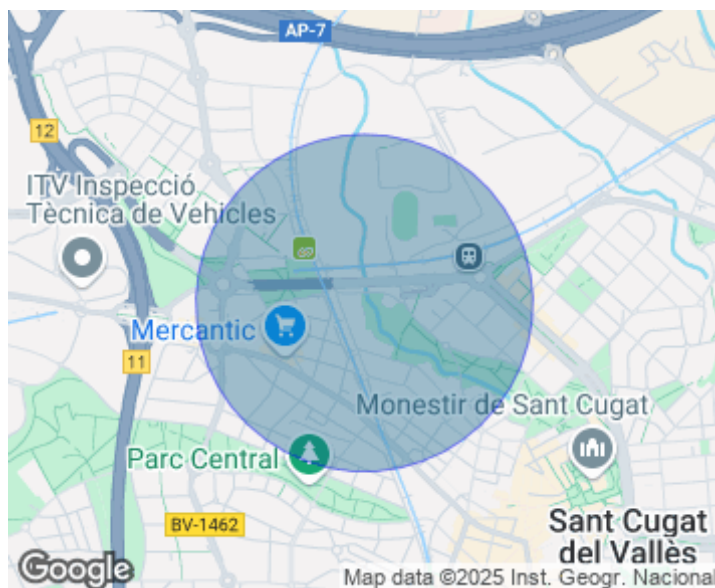 AP-7
12
ITV Inspecció
Tècnica de Vehicles
Mercantic
11
Monestir de Sant Cugat
Parc Central
BV-1462
Sant Cugat
del Vallès
Google
Map data ©2025 Inst. Geogr. Nacional